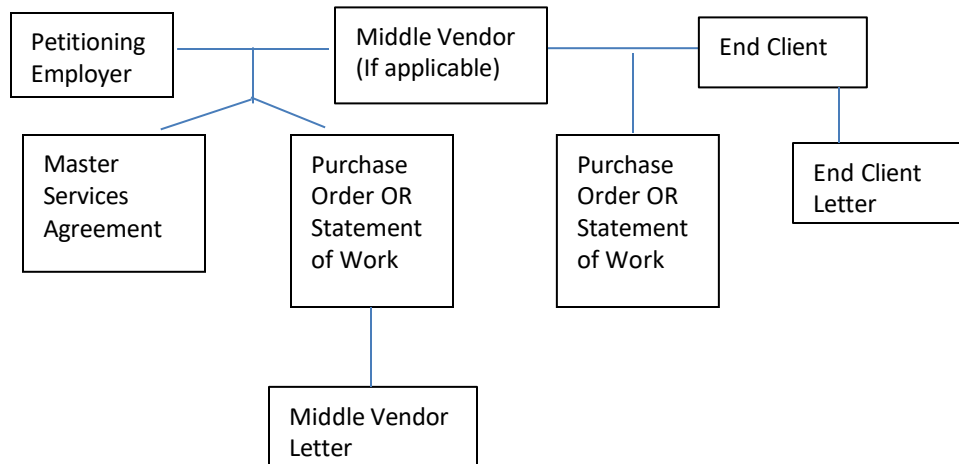 Petitioning
Employer
Middle Vendor
(If applicable)
End Client
Master
Services
Agreement
Purchase
Order OR
Statement
of Work
Purchase
Order OR
Statement
of Work
End Client
Letter
Middle Vendor
Letter